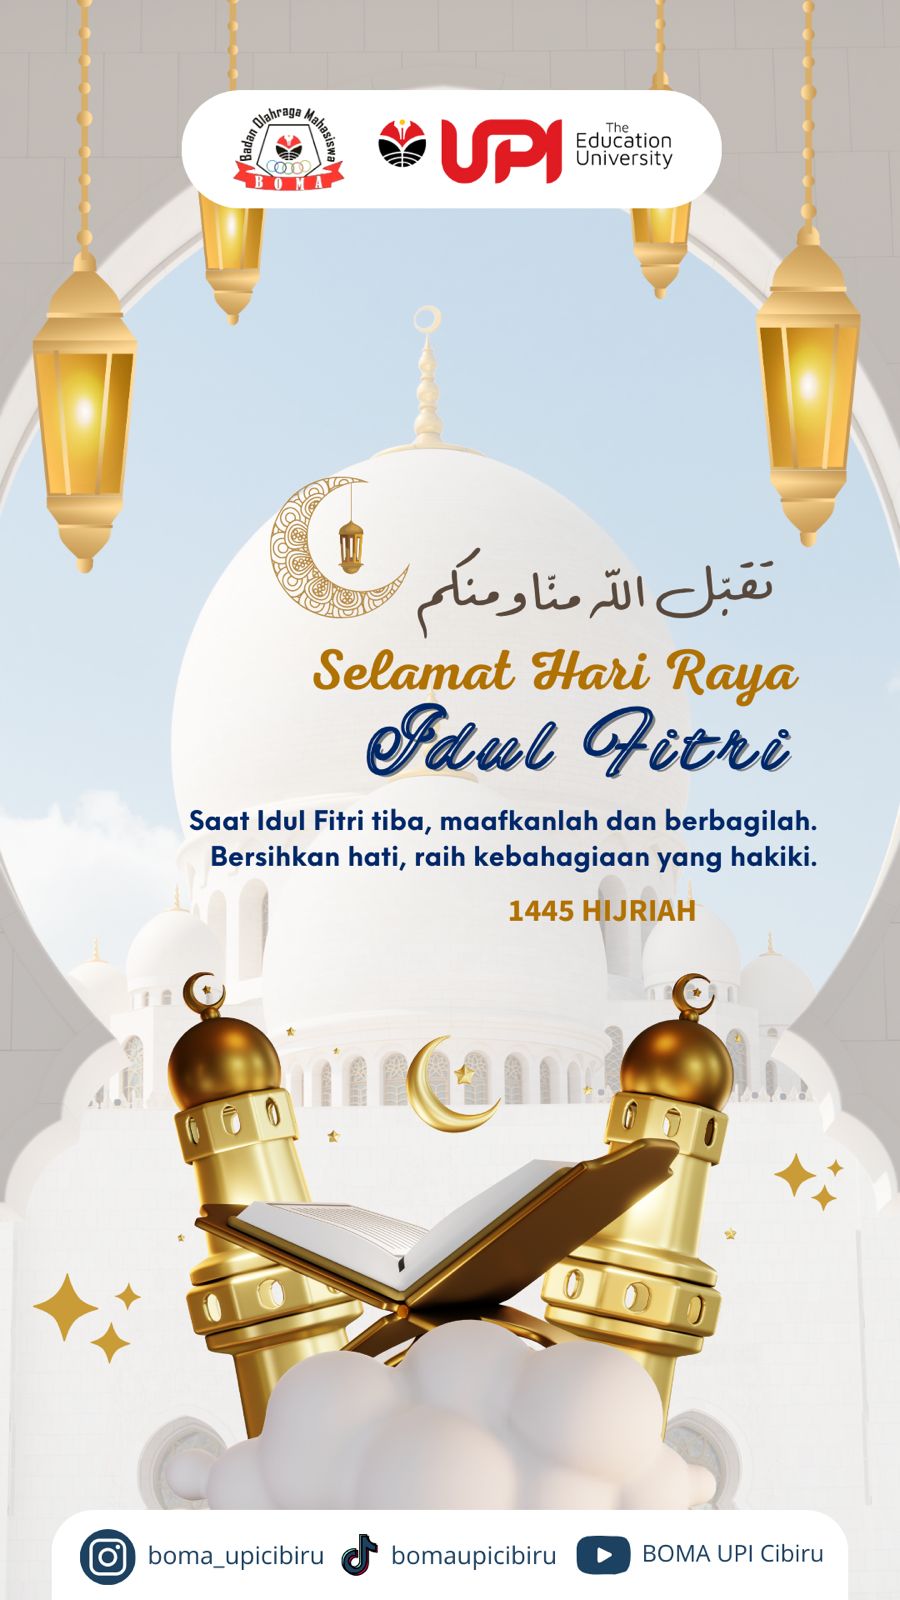 Badan Olahraga Mahasiswa
BOMA
UPI
The
Education
University
تقبّل اللّه منّا ومنكم
Selamat Hari Raya
Idul Fitri
Saat Idul Fitri tiba, maafkanlah dan berbagilah.
Bersihkan hati, raih kebahagiaan yang hakiki.
1445 HIJRIAH
boma_upicibiru
bomaupicibiru
BOMA UPI Cibiru